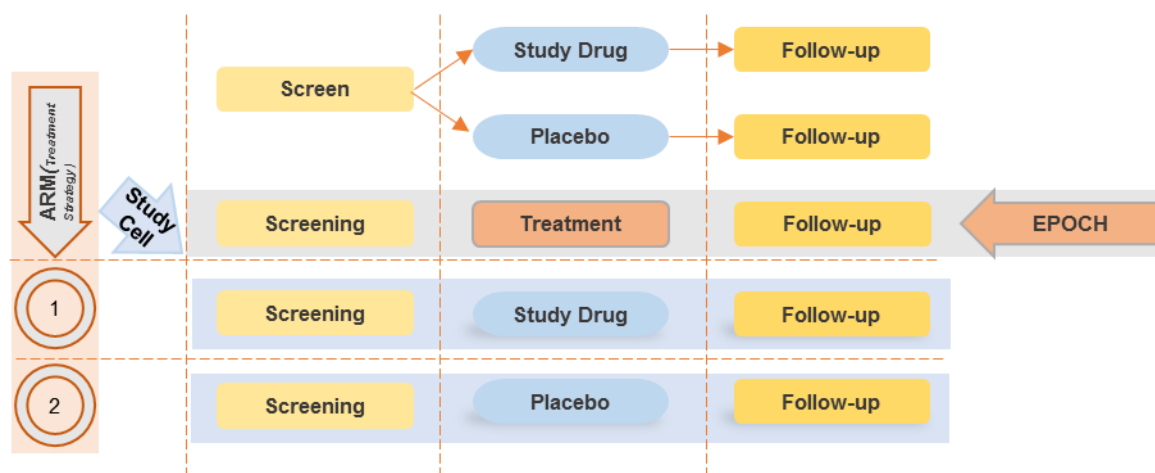 Study Drug
Follow-up
Screen
Placebo
Follow-up
ARM(Treatment
Strategy)
Study
Cell
Screening
Treatment
Follow-up
EPOCH
1
Screening
Study Drug
Follow-up
2
Screening
Placebo
Follow-up